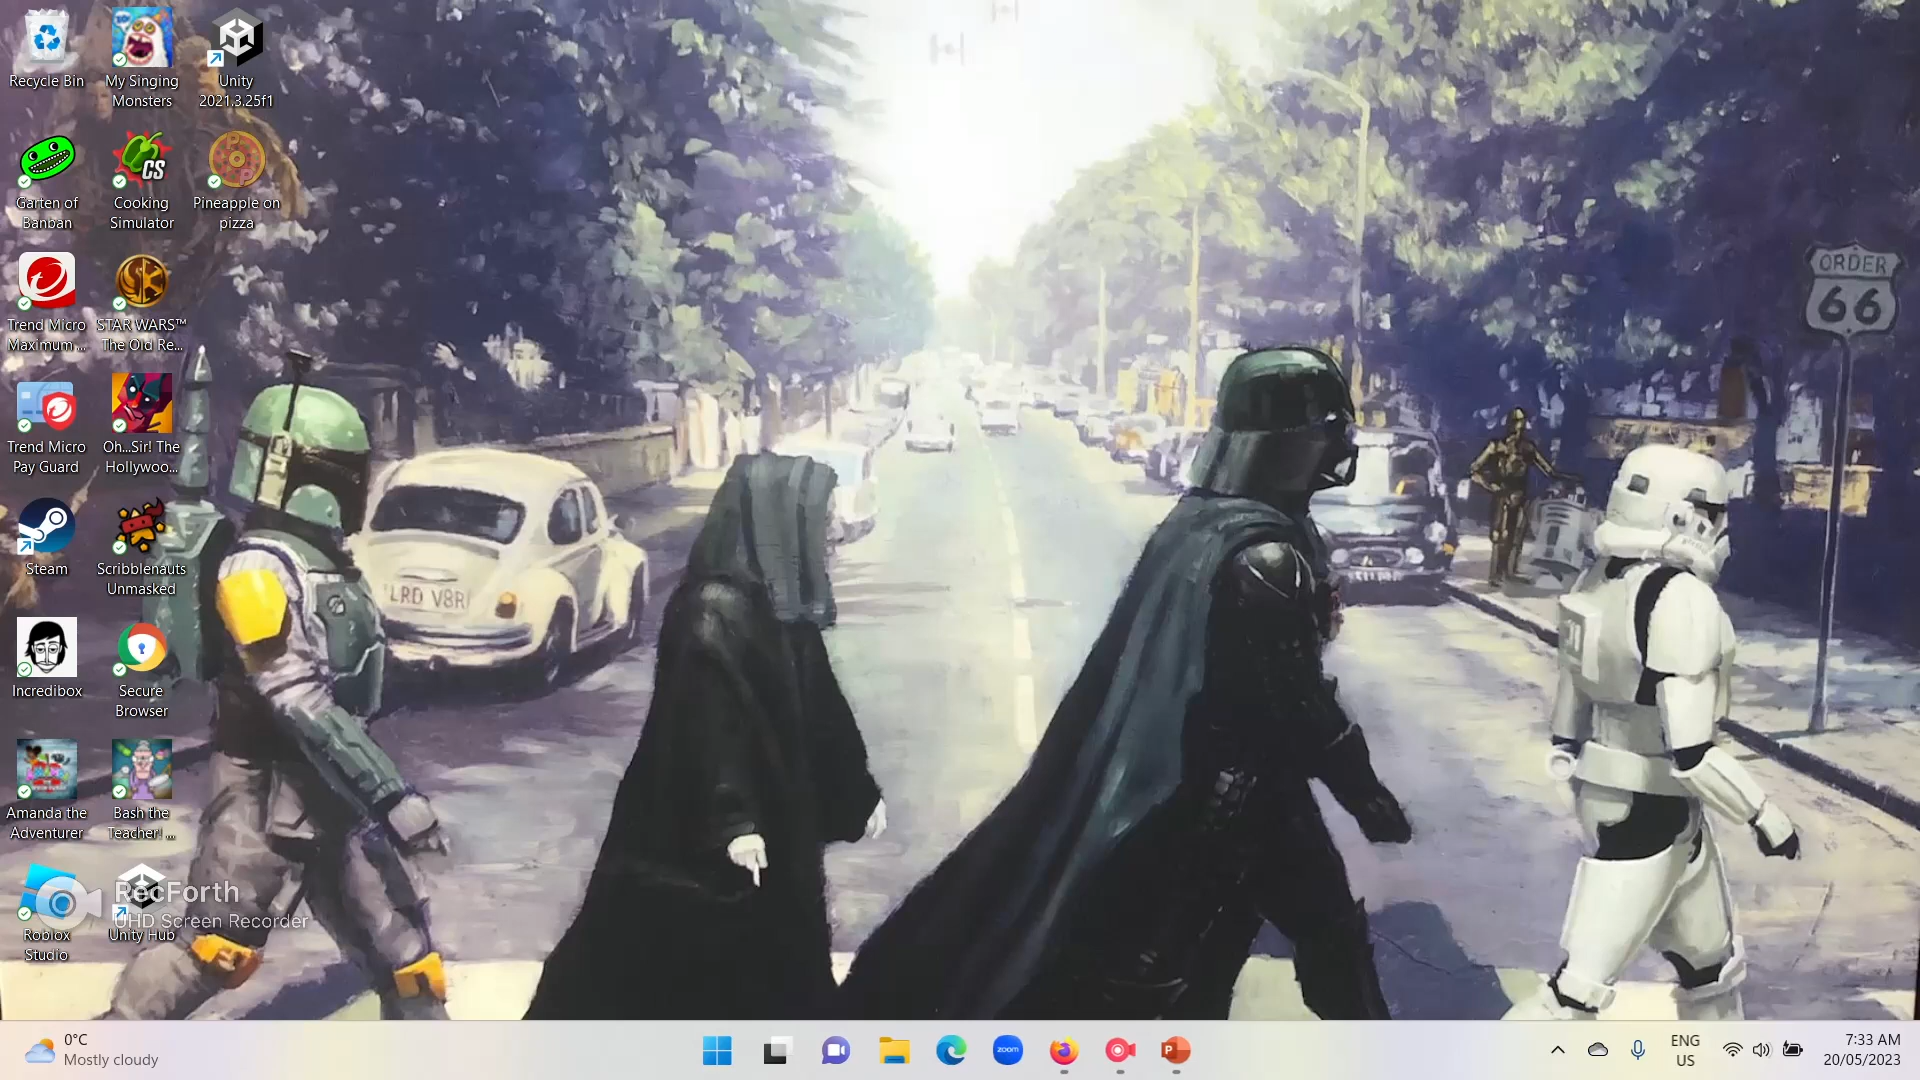 Recycle Bin
My Singing
Monsters
Unity
2021.3.25f1
Garten of
Banban
CS
Cooking
Simulator
Pineapple on
pizza
Trend Micro
Maximum ...
STAR WARS™
The Old Re...
Trend Micro
Pay Guard
Oh...Sir! The
Hollywoo...
Steam
Scribblenauts
Unmasked
Incredibox
Secure
Browser
Amanda the
Adventurer
Bash the
Teacher! ...
Roblox
Studio
Unity Hub
RecForth
UHD Screen Recorder
LRD V8R
ORDER
66
0°C
Mostly cloudy
zoom
P
ENG
US
7:33 AM
20/05/2023